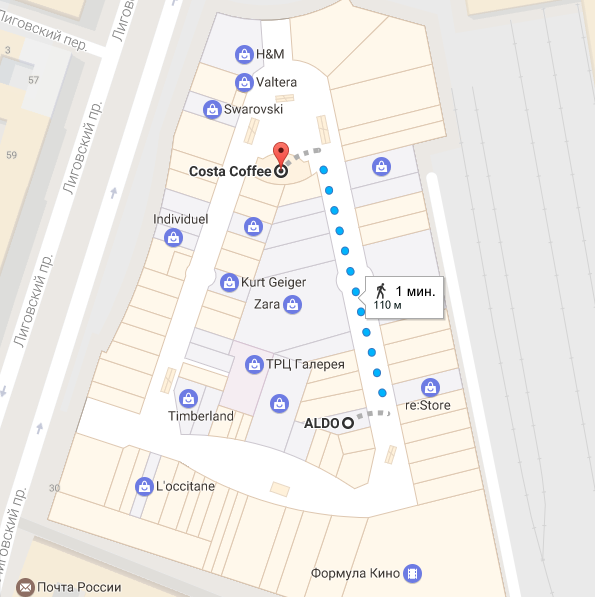 Лиговский пер.
Лиговский
3
57
59
Лиговский пр.
H&M
Valtera
Swarovski
Costa Coffee
Individuel
Лиговский пр.
Kurt Geiger
Zara
1 мин.
110 м
ТРЦ Галерея
re:Store
Timberland
ALDO
L'occitane
30
Лиговский пр.
Формула Кино
Почта России